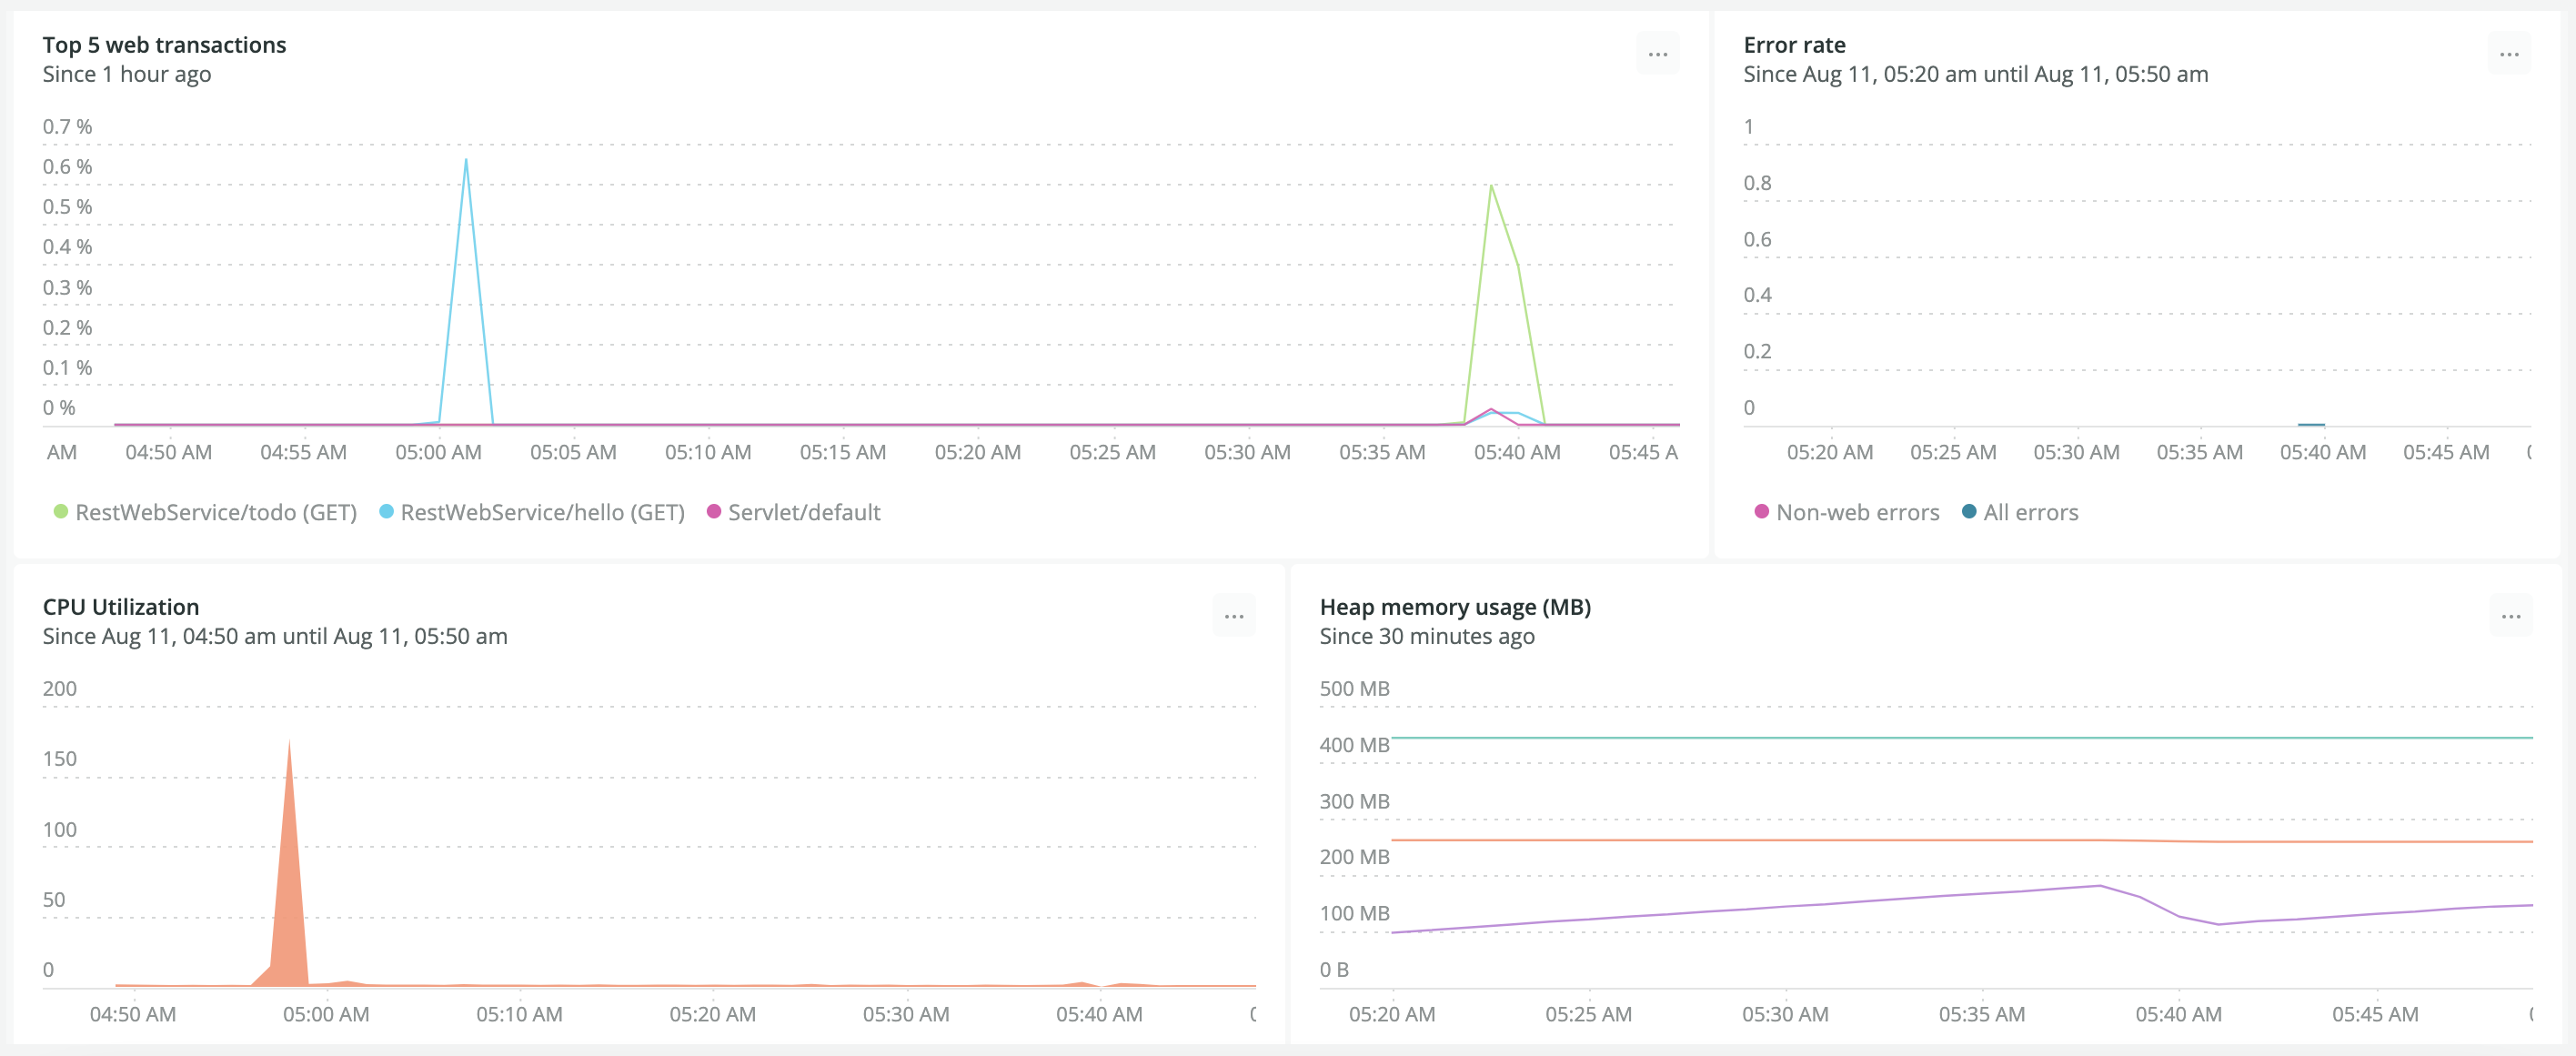 Top 5 web transactions
Since 1 hour ago
...
0.7 %
0.6 %
0.5 %
0.4 %
0.3 %
0.2 %
0.1 %
0 %
AM 04:50 AM 04:55 AM 05:00 AM 05:05 AM 05:10 AM 05:15 AM 05:20 AM 05:25 AM 05:30 AM 05:35 AM 05:40 AM 05:45 A
RestWebService/todo (GET) RestWebService/hello (GET) Servlet/default
Error rate
Since Aug 11, 05:20 am until Aug 11, 05:50 am
...
1
0.8
0.6
0.4
0.2
0
05:20 AM 05:25 AM 05:30 AM 05:35 AM 05:40 AM 05:45 AM
Non-web errors All errors
CPU Utilization
Since Aug 11, 04:50 am until Aug 11, 05:50 am
...
200
150
100
50
0
04:50 AM 05:00 AM 05:10 AM 05:20 AM 05:30 AM 05:40 AM
Heap memory usage (MB)
Since 30 minutes ago
...
500 MB
400 MB
300 MB
200 MB
100 MB
0 B
05:20 AM 05:25 AM 05:30 AM 05:35 AM 05:40 AM 05:45 AM